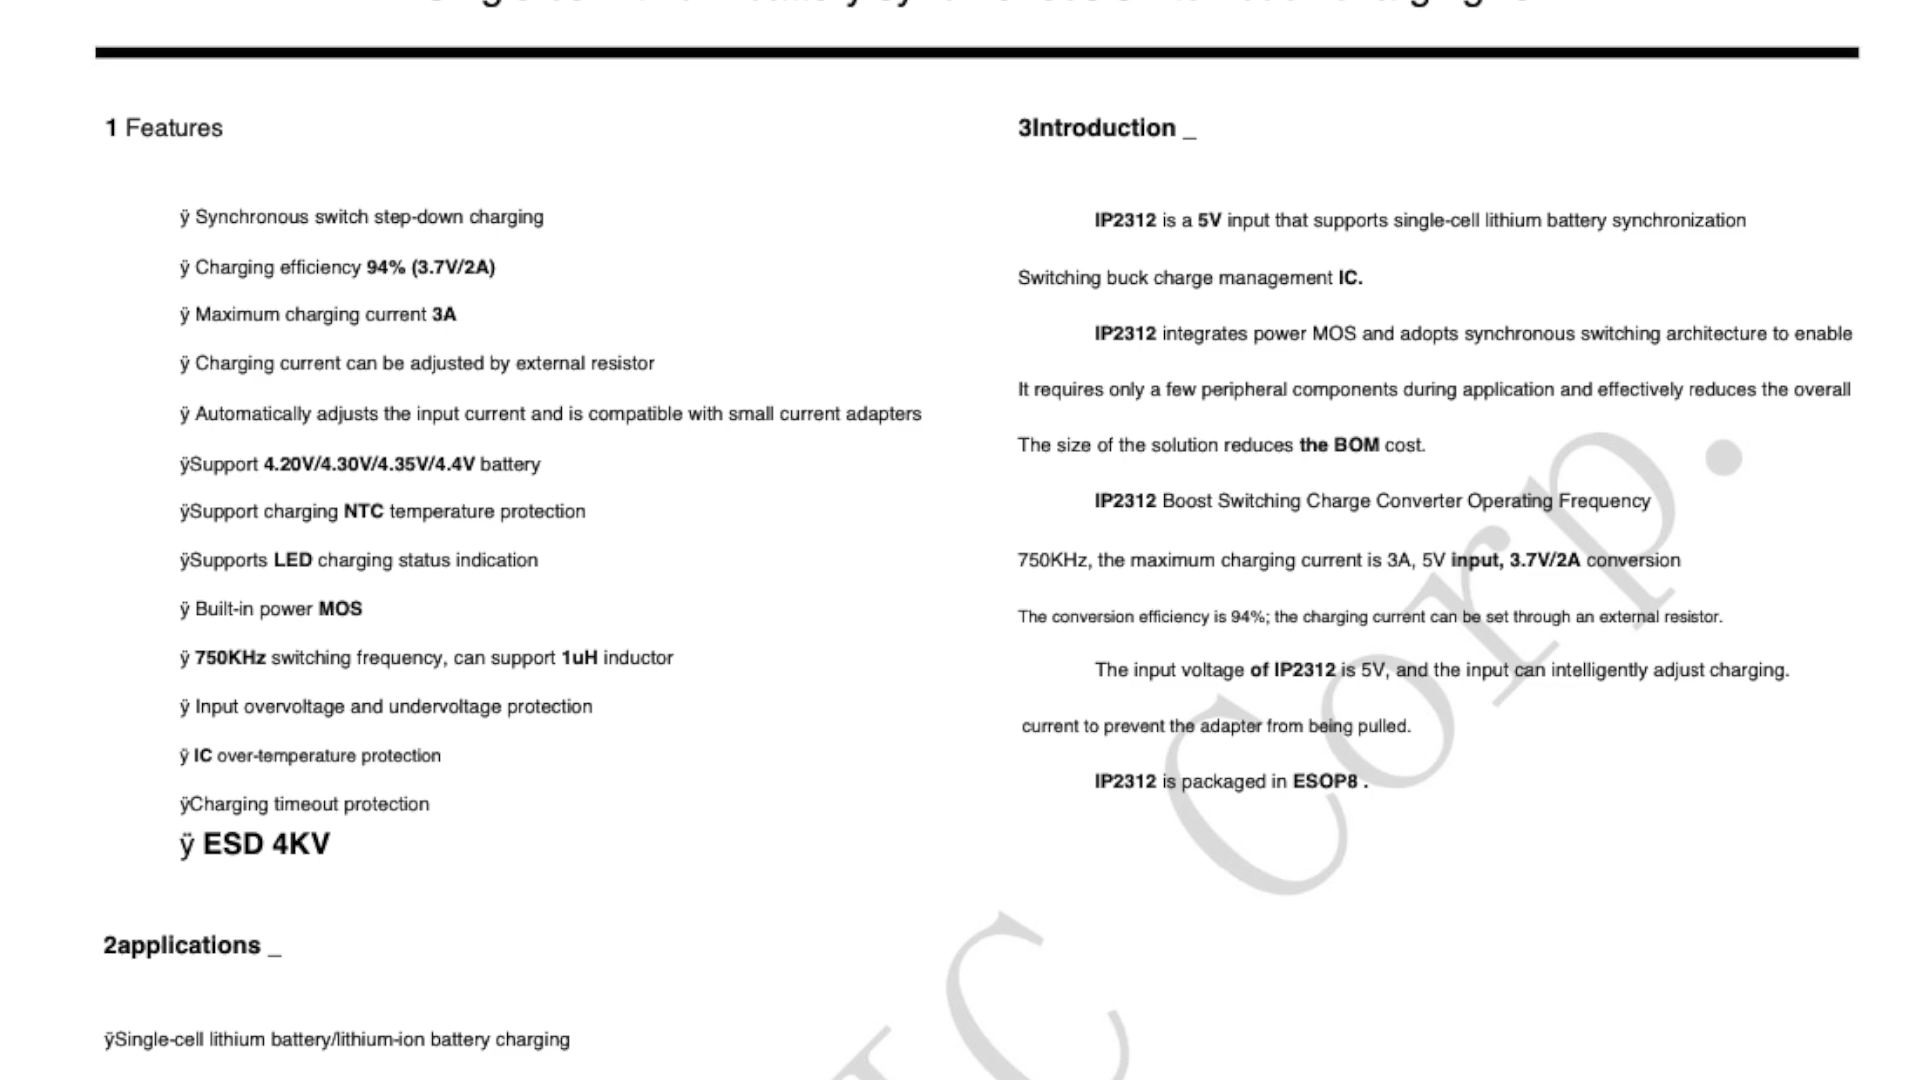 1 Features
ÿ Synchronous switch step-down charging
ÿ Charging efficiency 94% (3.7V/2A)
ÿ Maximum charging current 3A
ÿ Charging current can be adjusted by external resistor
ÿ Automatically adjusts the input current and is compatible with small current adapters
ÿSupport 4.20V/4.30V/4.35V/4.4V battery
ÿSupport charging NTC temperature protection
ÿSupports LED charging status indication
ÿ Built-in power MOS
ÿ 750KHz switching frequency, can support 1uH inductor
ÿ Input overvoltage and undervoltage protection
ÿ IC over-temperature protection
ÿCharging timeout protection
ÿ ESD 4KV
2applications _
ÿSingle-cell lithium battery/lithium-ion battery charging
3Introduction _
IP2312 is a 5V input that supports single-cell lithium battery synchronization
Switching buck charge management IC.
IP2312 integrates power MOS and adopts synchronous switching architecture to enable
It requires only a few peripheral components during application and effectively reduces the overall
The size of the solution reduces the BOM cost.
IP2312 Boost Switching Charge Converter Operating Frequency
750KHz, the maximum charging current is 3A, 5V input, 3.7V/2A conversion
The conversion efficiency is 94%; the charging current can be set through an external resistor.
The input voltage of IP2312 is 5V, and the input can intelligently adjust charging.
current to prevent the adapter from being pulled.
IP2312 is packaged in ESOP8 .
Corp.